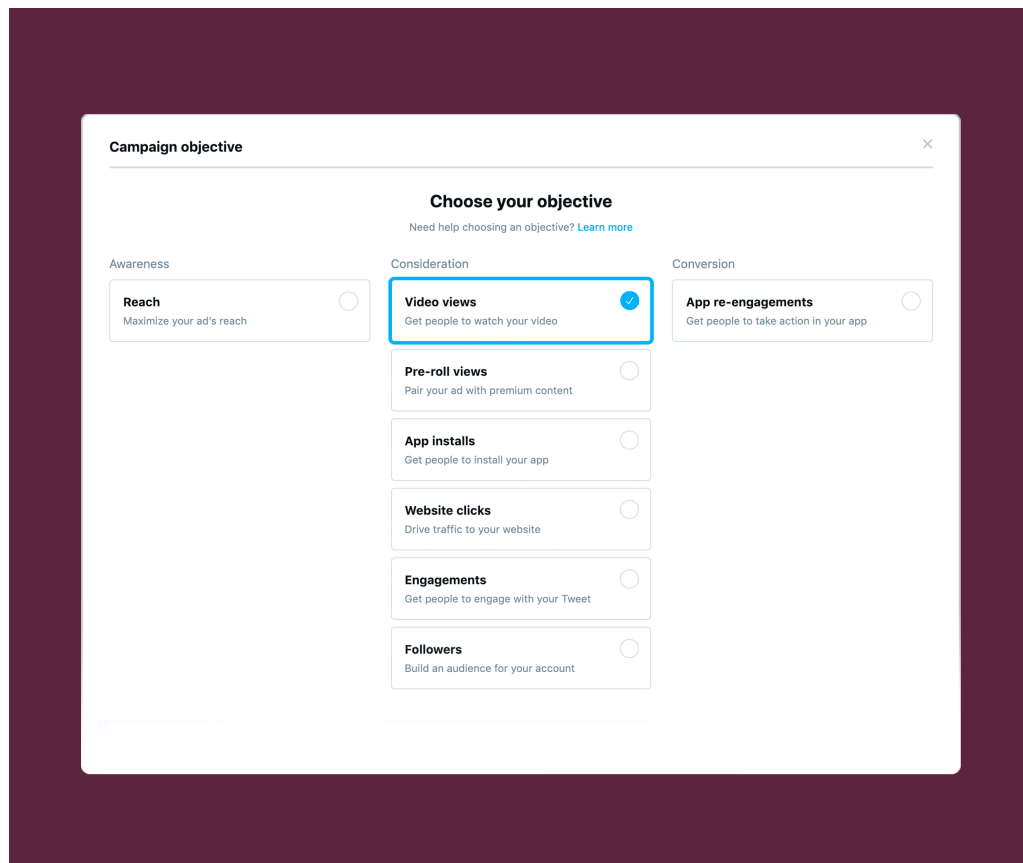 Campaign objective
Choose your objective
Need help choosing an objective? Learn more
Awareness
Reach
Maximize your ad's reach
Consideration
Video views
Get people to watch your video
Pre-roll views
Pair your ad with premium content
App installs
Get people to install your app
Website clicks
Drive traffic to your website
Engagements
Get people to engage with your Tweet
Followers
Build an audience for your account
Conversion
App re-engagements
Get people to take action in your app